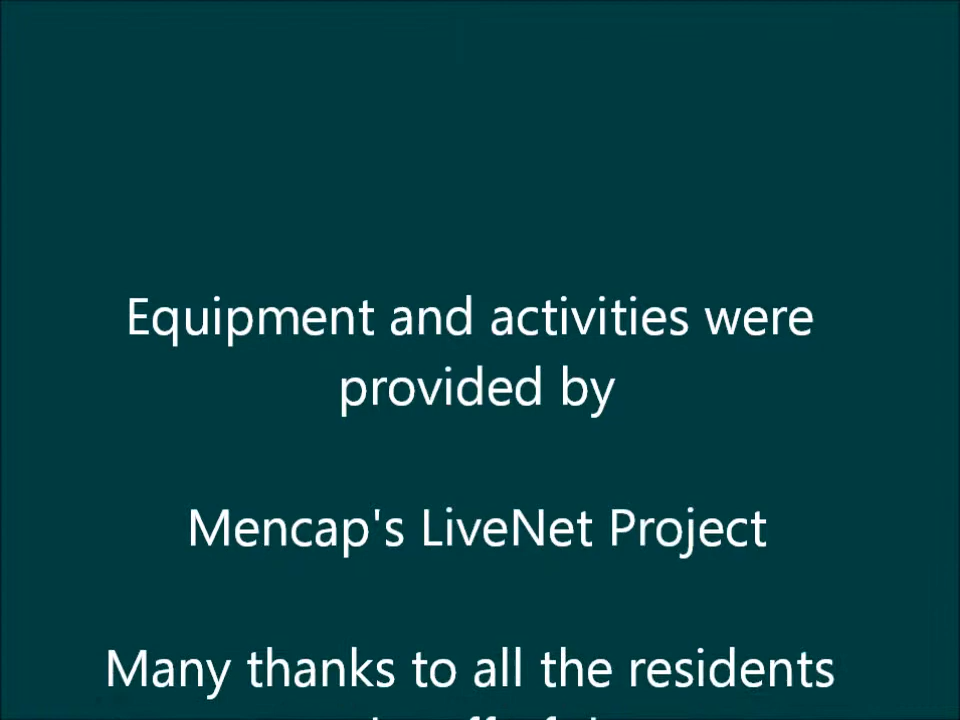 Equipment and activities were
provided by
Mencap's LiveNet Project
Many thanks to all the residents